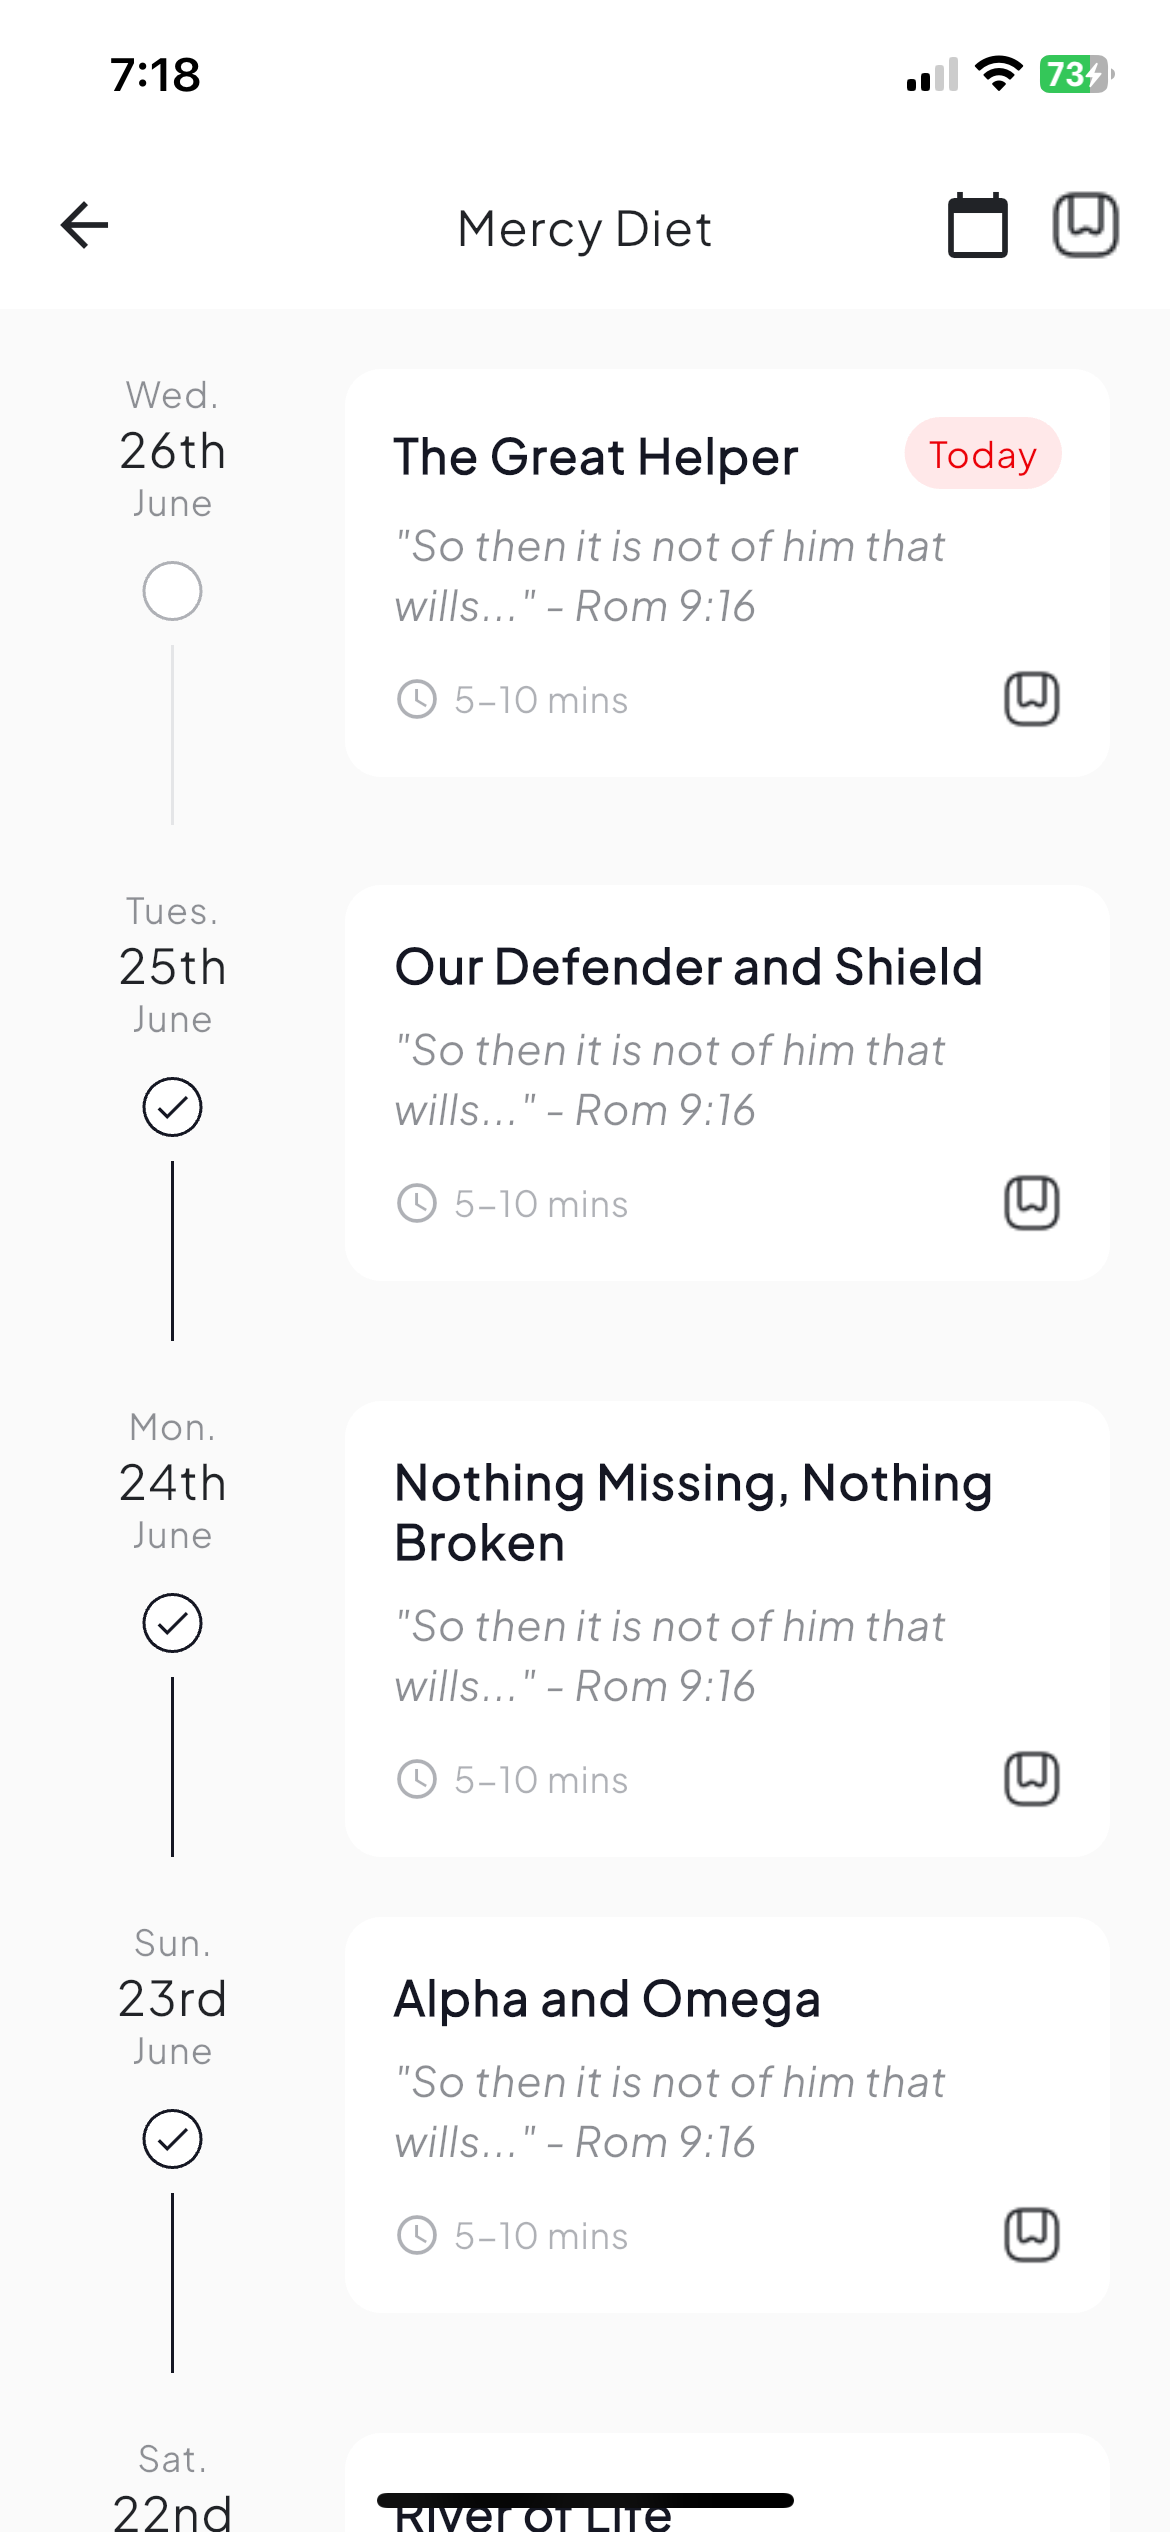 7:18
73
Mercy Diet
Wed.
26th
June
The Great Helper
Today
"So then it is not of him that
wills..." - Rom 9:16
5–10 mins
Tues.
25th
June
Our Defender and Shield
"So then it is not of him that
wills..." - Rom 9:16
5–10 mins
Mon.
24th
June
Nothing Missing, Nothing
Broken
"So then it is not of him that
wills..." - Rom 9:16
5–10 mins
Sun.
23rd
June
Alpha and Omega
"So then it is not of him that
wills..." - Rom 9:16
5–10 mins
Sat.
22nd
River of Life